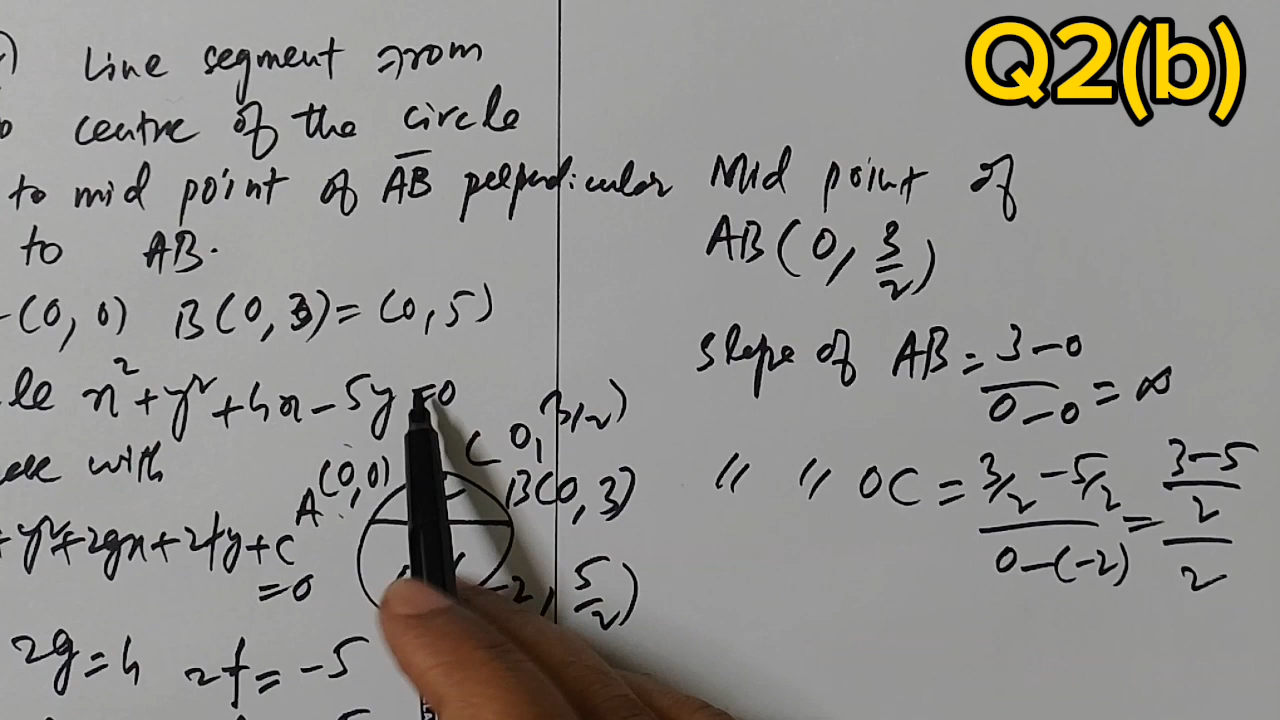 Line segment from
centre of the circle
to mid point of AB perpendicular
to AB.
(0, 0) B(0, 3) = (0, 5)
le x² + y² + 4x - 5y = 0
with
A (0,0)
C 0, 3/2)
B(0, 3)
+ y² + 2gx + 2fy + C
= 0
-2, 5/2)
2g = 4 2f = -5
Q2(b)
Mid point of
AB(0, 3/2)
Slope of AB = 3-0/0-0 = ∞
" " OC = 3/2 - 5/2 / 0-(-2) = 3-5/2 / 2